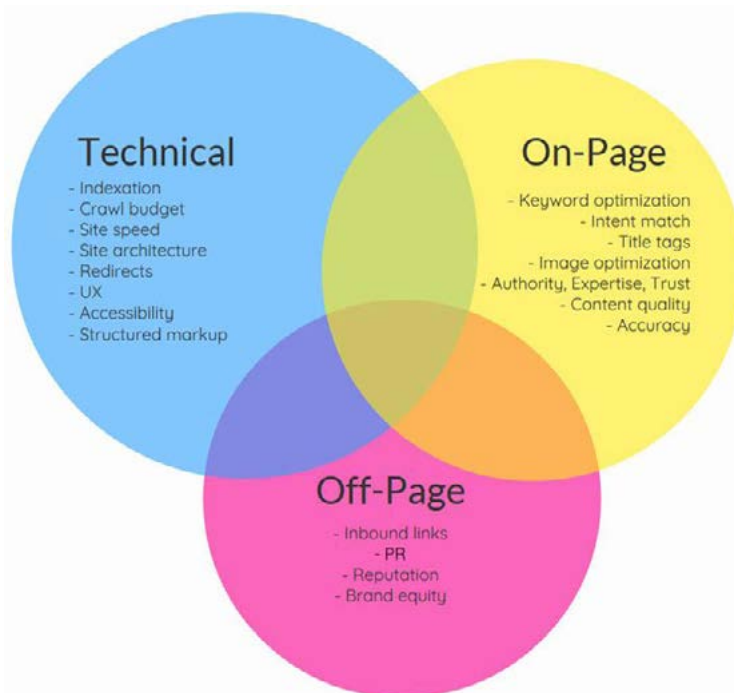 Technical
- Indexation
- Crawl budget
- Site speed
- Site architecture
- Redirects
- UX
- Accessibility
- Structured markup
On-Page
- Keyword optimization
- Intent match
- Title tags
- Image optimization
- Authority, Expertise, Trust
- Content quality
- Accuracy
Off-Page
- Inbound links
- PR
- Reputation
- Brand equity